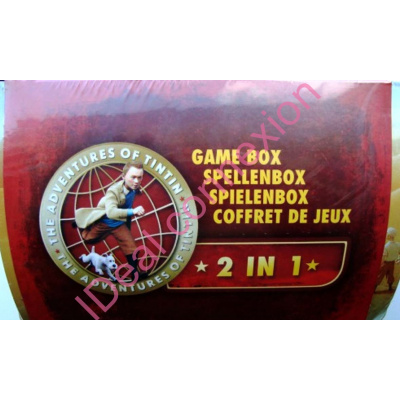 THE ADVENTURES OF TINTIN
THE ADVENTURES OF TINTIN
GAME BOX
SPELLENBOX
SPIELENBOX
COFFRET DE JEUX
★ 2 IN 1 ★
IDeal connexion